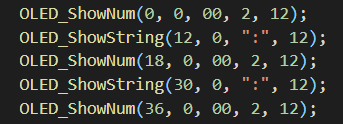 OLED_ShowNum(0, 0, 00, 2, 12);
OLED_ShowString(12, 0, ":", 12);
OLED_ShowNum(18, 0, 00, 2, 12);
OLED_ShowString(30, 0, ":", 12);
OLED_ShowNum(36, 0, 00, 2, 12);